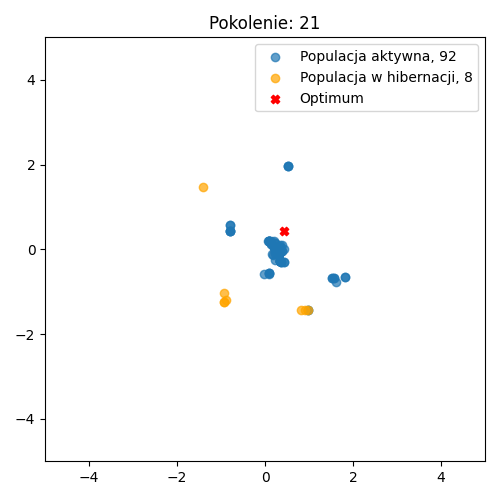 Pokolenie: 21
Populacja aktywna, 92
Populacja w hibernacji, 8
Optimum
4
2
0
−2
−4
−4
−2
0
2
4